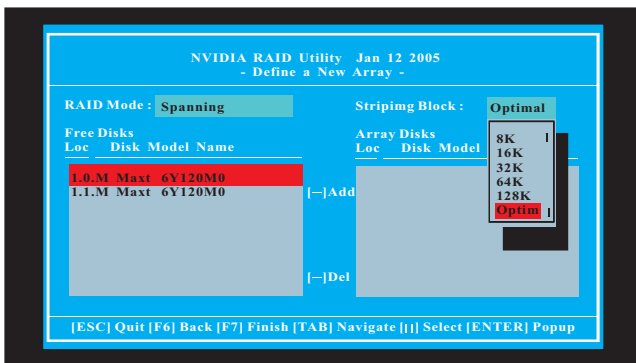 NVIDIA RAID Utility Jan 12 2005
- Define a New Array -
RAID Mode : Spanning
Stripimg Block : Optimal
Free Disks
Loc Disk Model Name
Array Disks
Loc Disk Model
8K
16K
32K
64K
128K
Optim
1.0.M Maxt 6Y120M0
1.1.M Maxt 6Y120M0
[–]Add
[–]Del
[ESC] Quit [F6] Back [F7] Finish [TAB] Navigate [||] Select [ENTER] Popup